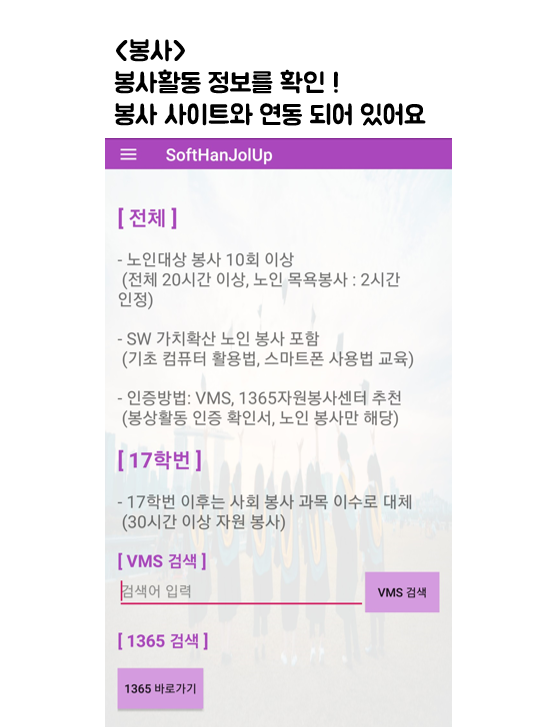 <봉사>
봉사활동 정보를 확인 !
봉사 사이트와 연동 되어 있어요
SoftHanJolUp
[ 전체 ]
- 노인대상 봉사 10회 이상
(전체 20시간 이상, 노인 목욕봉사 : 2시간
인정)
- SW 가치확산 노인 봉사 포함
(기초 컴퓨터 활용법, 스마트폰 사용법 교육)
- 인증방법: VMS, 1365자원봉사센터 추천
(봉상활동 인증 확인서, 노인 봉사만 해당)
[ 17학번 ]
- 17학번 이후는 사회 봉사 과목 이수로 대체
(30시간 이상 자원 봉사)
[ VMS 검색 ]
검색어 입력
VMS 검색
[ 1365 검색 ]
1365 바로가기